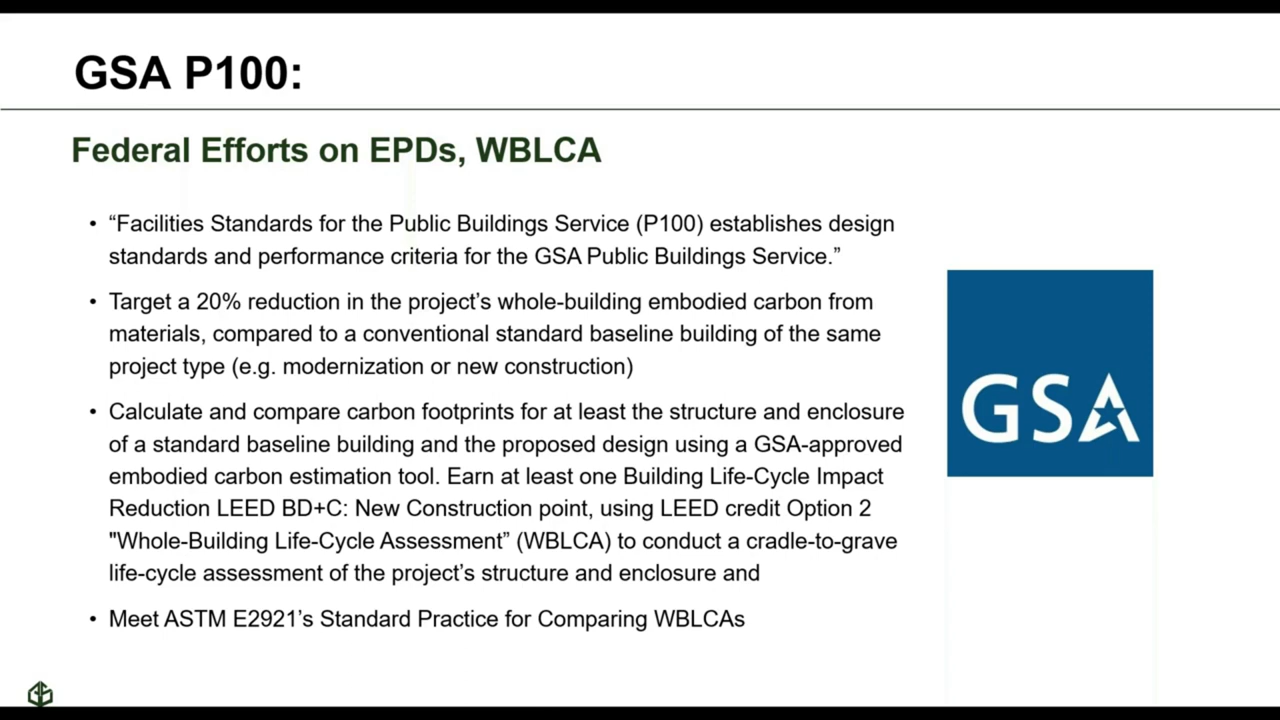 GSA P100:
Federal Efforts on EPDs, WBLCA
• “Facilities Standards for the Public Buildings Service (P100) establishes design
standards and performance criteria for the GSA Public Buildings Service.”
• Target a 20% reduction in the project’s whole-building embodied carbon from
materials, compared to a conventional standard baseline building of the same
project type (e.g. modernization or new construction)
• Calculate and compare carbon footprints for at least the structure and enclosure
of a standard baseline building and the proposed design using a GSA-approved
embodied carbon estimation tool. Earn at least one Building Life-Cycle Impact
Reduction LEED BD+C: New Construction point, using LEED credit Option 2
"Whole-Building Life-Cycle Assessment” (WBLCA) to conduct a cradle-to-grave
life-cycle assessment of the project’s structure and enclosure and
• Meet ASTM E2921’s Standard Practice for Comparing WBLCAs
GSA